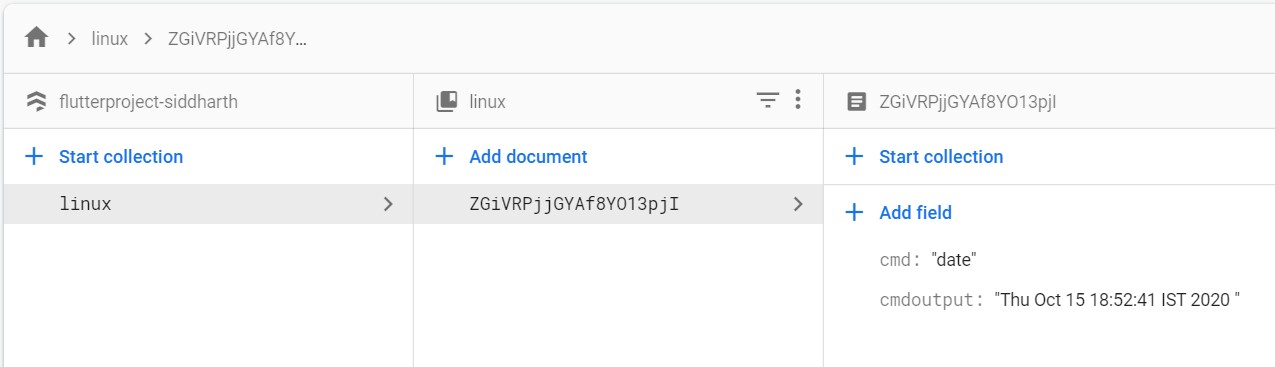 linux ZGiVRPjjGYAf8Y...
flutterproject-siddharth
linux
ZGiVRPjjGYAf8YO13pjI
Start collection
Add document
Start collection
linux
ZGiVRPjjGYAf8YO13pjI
Add field
cmd: "date"
cmdoutput: "Thu Oct 15 18:52:41 IST 2020 "